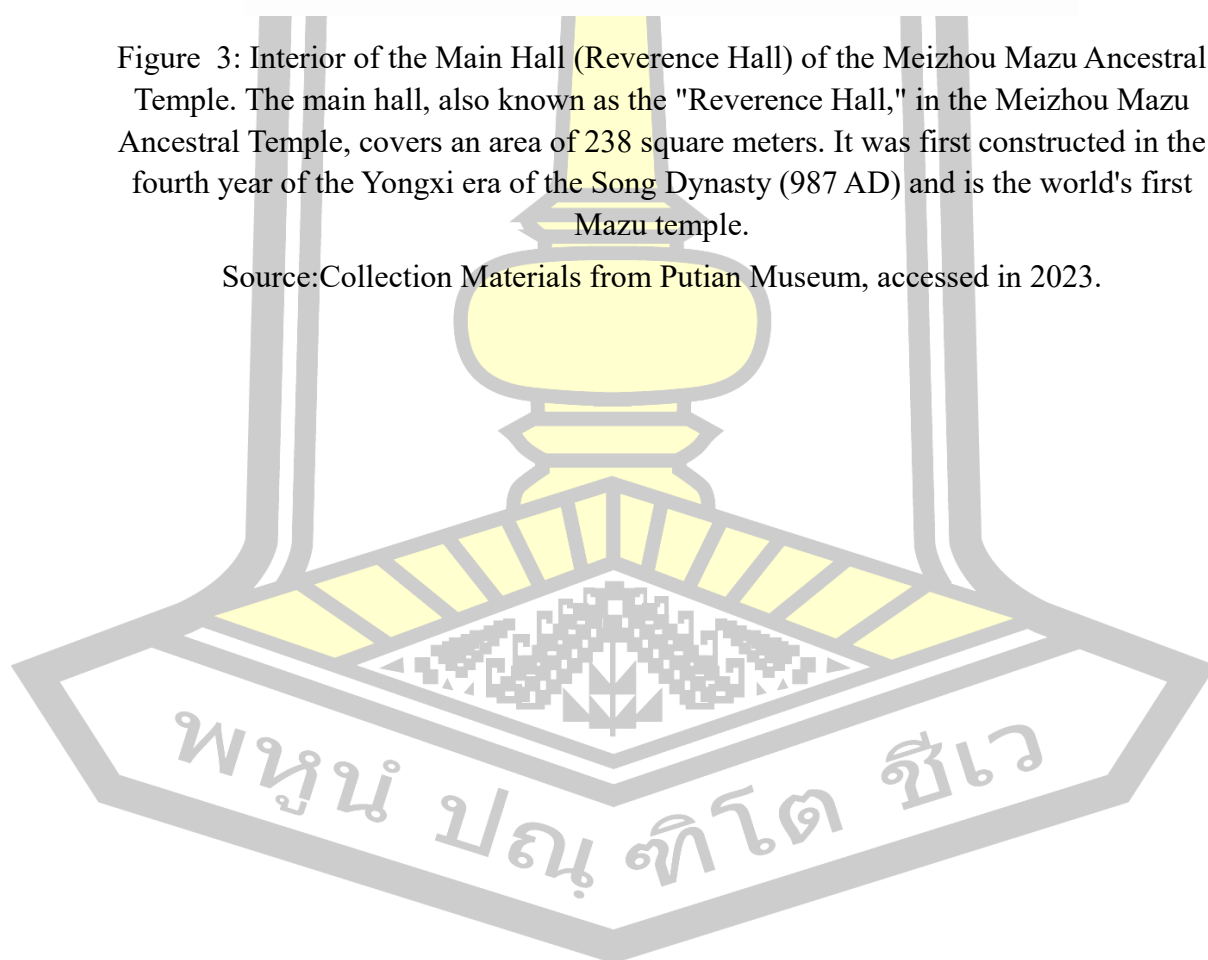 Figure 3: Interior of the Main Hall (Reverence Hall) of the Meizhou Mazu Ancestral
Temple. The main hall, also known as the "Reverence Hall," in the Meizhou Mazu
Ancestral Temple, covers an area of 238 square meters. It was first constructed in the
fourth year of the Yongxi era of the Song Dynasty (987 AD) and is the world's first
Mazu temple.
Source:Collection Materials from Putian Museum, accessed in 2023.
พหูนํ ปณฺฑิโต ชีเว